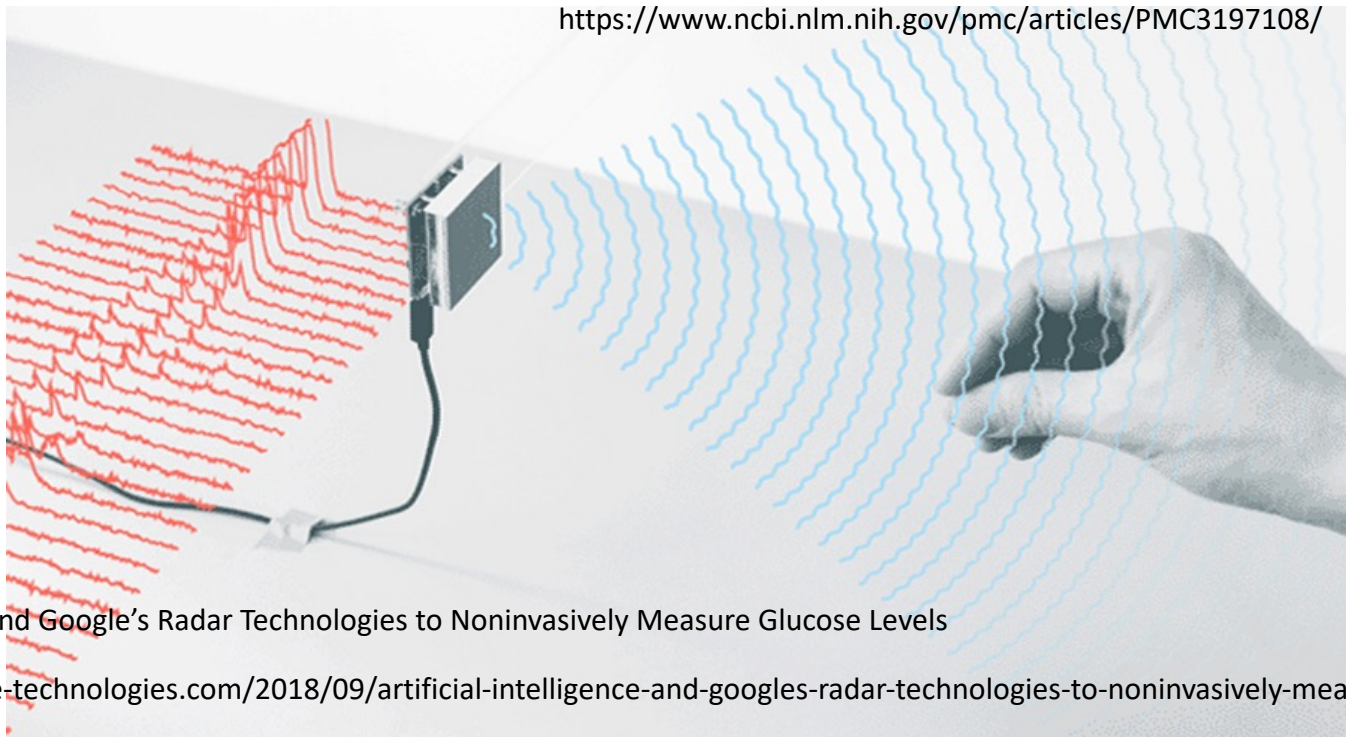 https://www.ncbi.nlm.nih.gov/pmc/articles/PMC3197108/
nd Google’s Radar Technologies to Noninvasively Measure Glucose Levels
-technologies.com/2018/09/artificial-intelligence-and-googles-radar-technologies-to-noninvasively-mea